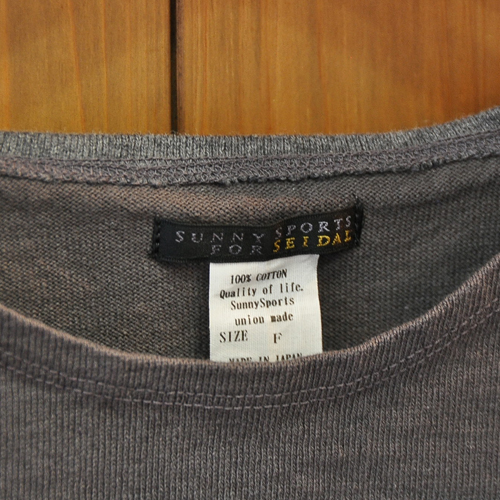 SUNNY SPORTS
FOR SEIDAL
100% COTTON
Quality of life.
SunnySports
union made
SIZE F
MADE IN JAPAN